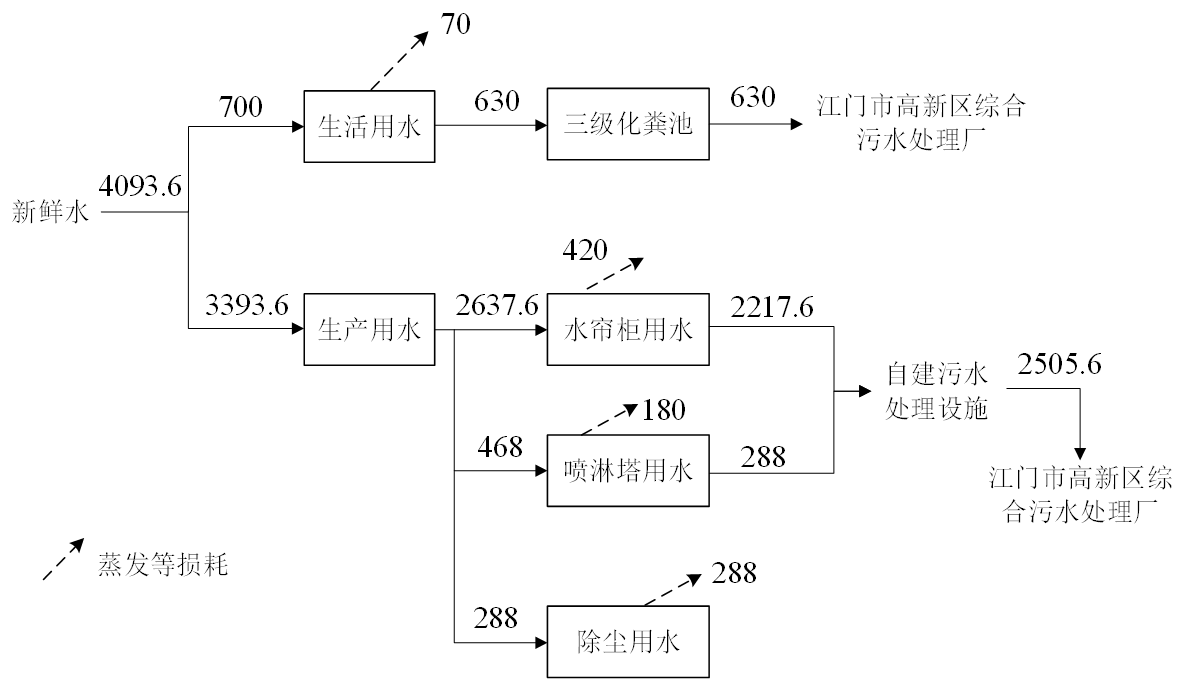 70
700
生活用水
630
三级化粪池
630
江门市高新区综合
污水处理厂
4093.6
新鲜水
420
3393.6
生产用水
2637.6
水帘柜用水
2217.6
自建污水
处理设施
2505.6
180
468
喷淋塔用水
288
江门市高新区综
合污水处理厂
蒸发等损耗
288
288
除尘用水